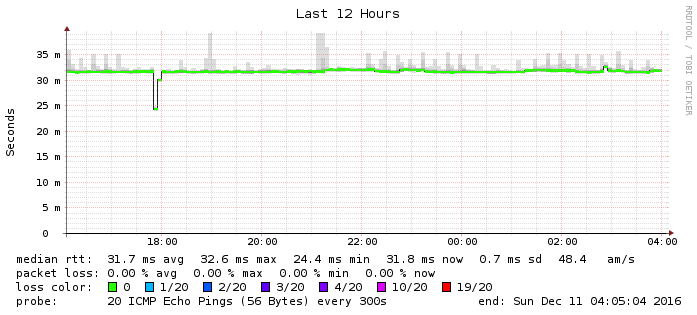 Last 12 Hours
RRDTOOL / TOBI OETIKER
Seconds
35 m
30 m
25 m
20 m
15 m
10 m
5 m
0
18:00 20:00 22:00 00:00 02:00 04:00
median rtt: 31.7 ms avg 32.6 ms max 24.4 ms min 31.8 ms now 0.7 ms sd 48.4 am/s
packet loss: 0.00 % avg 0.00 % max 0.00 % min 0.00 % now
loss color: 0 1/20 2/20 3/20 4/20 10/20 19/20
probe: 20 ICMP Echo Pings (56 Bytes) every 300s end: Sun Dec 11 04:05:04 2016